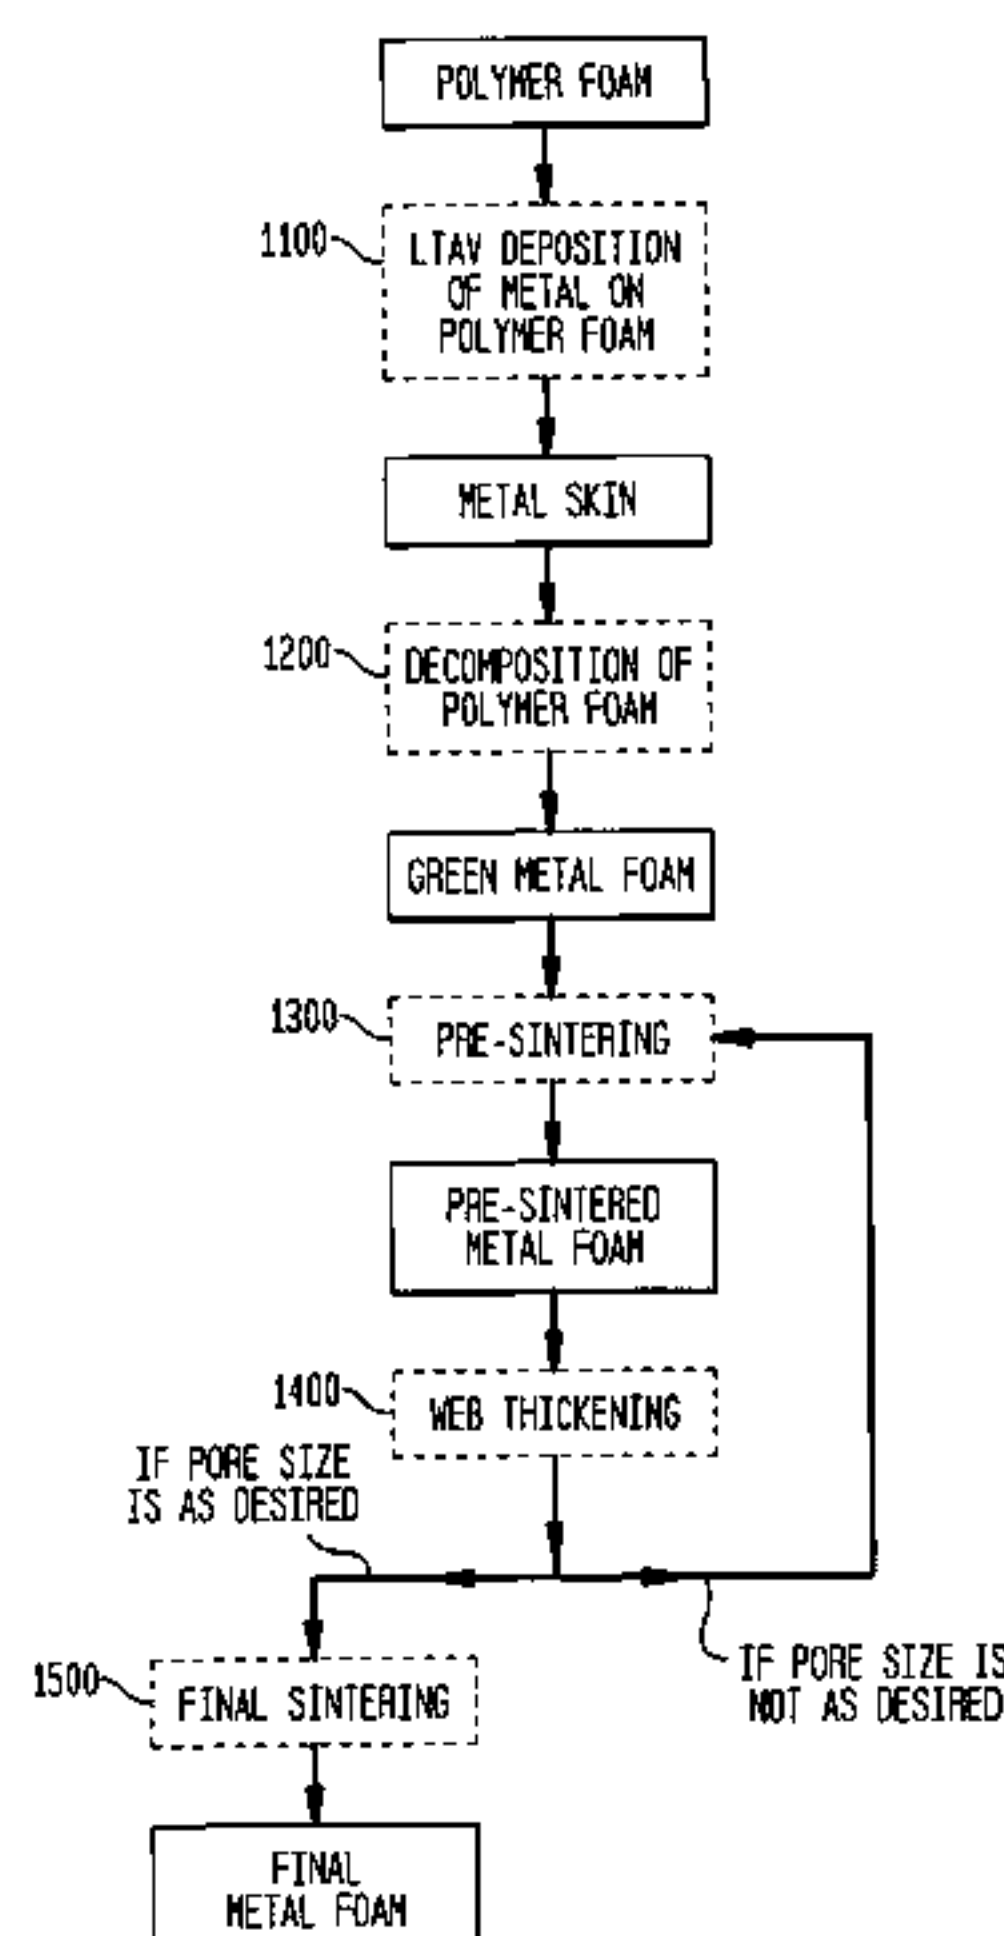 POLYMER FOAM
1100
LTAV DEPOSITION
OF METAL ON
POLYMER FOAM
METAL SKIN
1200
DECOMPOSITION OF
POLYMER FOAM
GREEN METAL FOAM
1300
PRE-SINTERING
PRE-SINTERED
METAL FOAM
1400
WEB THICKENING
IF PORE SIZE
IS AS DESIRED
IF PORE SIZE IS
NOT AS DESIRED
1500
FINAL SINTERING
FINAL
METAL FOAM